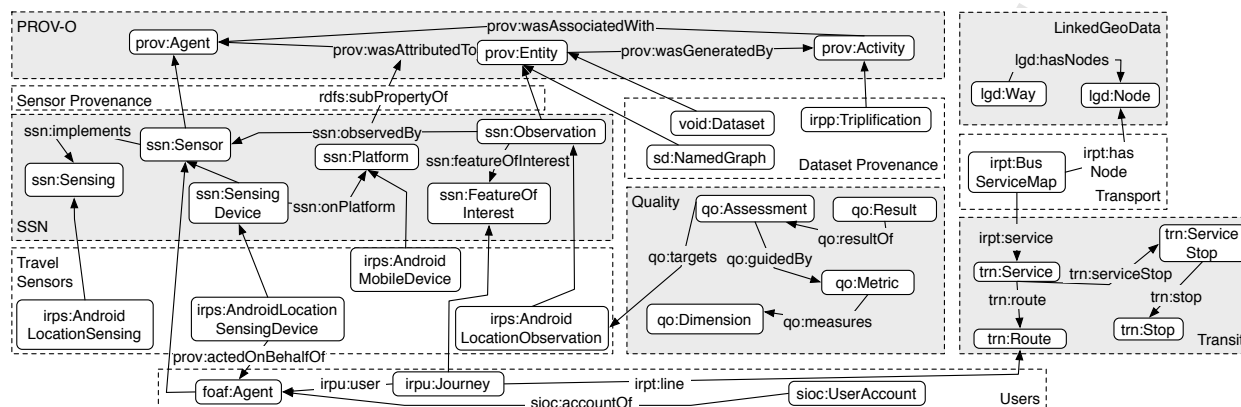 PROV-O
prov:wasAssociatedWith
prov:Agent
prov:wasAttributedTo
prov:Entity
prov:wasGeneratedBy
prov:Activity
LinkedGeoData
lgd:hasNodes
lgd:Way
lgd:Node
Sensor Provenance
rdfs:subPropertyOf
void:Dataset
irpp:Triplification
sd:NamedGraph
Dataset Provenance
ssn:implements
ssn:Sensor
ssn:observedBy
ssn:Observation
ssn:Platform
ssn:featureOfInterest
ssn:Sensing
ssn:Sensing
Device
ssn:onPlatform
ssn:FeatureOf
Interest
SSN
irpt:Bus
ServiceMap
irpt:has
Node
Transport
Quality
qo:Assessment
qo:Result
qo:resultOf
qo:targets
qo:guidedBy
qo:Metric
qo:Dimension
qo:measures
irpt:service
trn:Service
Stop
trn:Service
trn:serviceStop
trn:route
trn:stop
trn:Route
trn:Stop
Transit
Travel
Sensors
irps:Android
MobileDevice
irps:Android
LocationSensing
irps:AndroidLocation
SensingDevice
irps:Android
LocationObservation
prov:actedOnBehalfOf
foaf:Agent
irpu:user
irpu:Journey
irpt:line
sioc:accountOf
sioc:UserAccount
Users